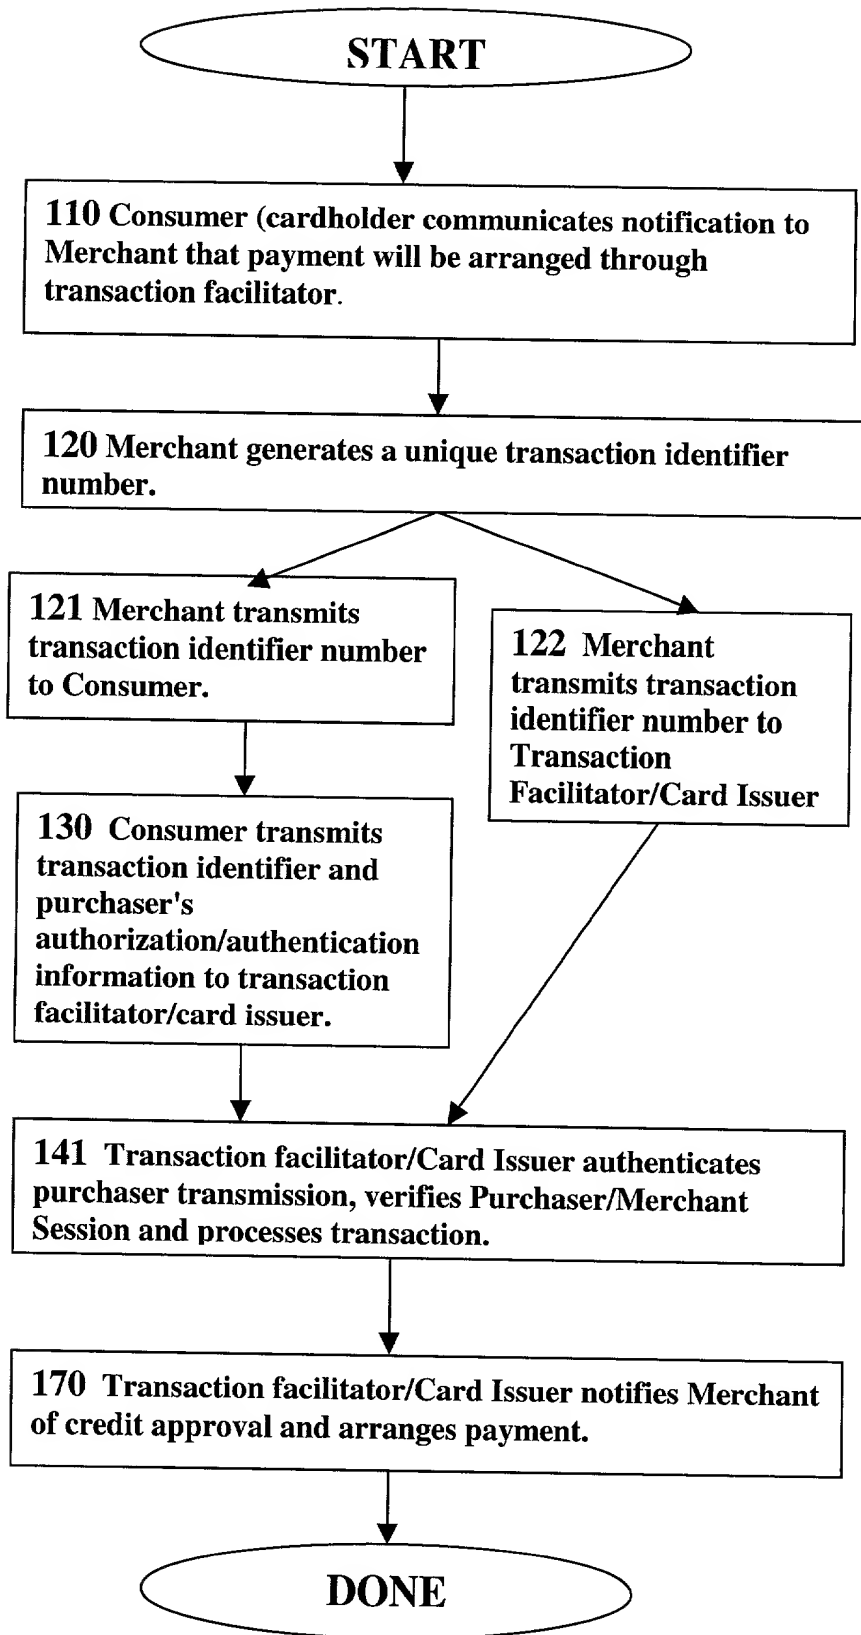 START
110 Consumer (cardholder communicates notification to
Merchant that payment will be arranged through
transaction facilitator.
120 Merchant generates a unique transaction identifier
number.
121 Merchant transmits
transaction identifier number
to Consumer.
122 Merchant
transmits transaction
identifier number to
Transaction
Facilitator/Card Issuer
130 Consumer transmits
transaction identifier and
purchaser's
authorization/authentication
information to transaction
facilitator/card issuer.
141 Transaction facilitator/Card Issuer authenticates
purchaser transmission, verifies Purchaser/Merchant
Session and processes transaction.
170 Transaction facilitator/Card Issuer notifies Merchant
of credit approval and arranges payment.
DONE